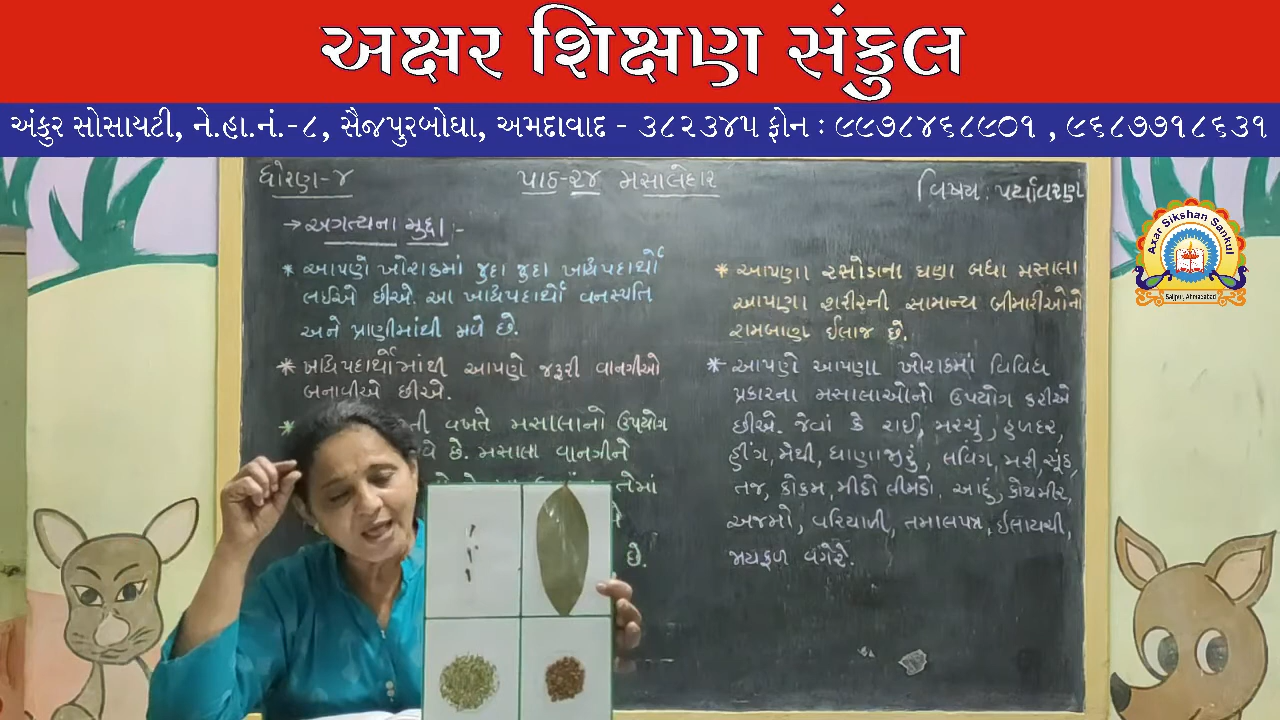 અક્ષર શિક્ષણ સંકુલ
અંકુર સોસાયટી, ને.હા.નં.-૮, સૈજપુરબોઘા, અમદાવાદ - ૩૮૨૩૪૫ ફોન : ૯૯૭૮૪૬૮૯૦૧ , ૯૬૮૭૭૧૮૬૩૧
ધોરણ-૪
પાઠ-૨૪ મસાલેદાર
વિષય: પર્યાવરણ
→ અગત્યના મુદ્દા :-
* આપણે ખોરાકમાં જુદા જુદા ખાદ્યપદાર્થો
લઈએ છીએ. આ ખાદ્યપદાર્થો વનસ્પતિ
અને પ્રાણીમાંથી મળે છે.
* ખાદ્યપદાર્થોમાંથી આપણે જરૂરી વાનગીઓ
બનાવીએ છીએ.
* વખતે મસાલાનો ઉપયોગ
છે. મસાલા વાનગીને
તેમાં
છે.
* આપણા રસોડાના ઘણા બધા મસાલા
આપણા શરીરની સામાન્ય બીમારીઓનો
રામબાણ ઈલાજ છે.
* આપણે આપણા ખોરાકમાં વિવિધ
પ્રકારના મસાલાઓનો ઉપયોગ કરીએ
છીએ. જેવાં કે રાઈ, મરચું, હળદર,
હીંગ, મેથી, ધાણાજીરું, લવિંગ, મરી, સૂંઠ,
તજ, કોકમ, મીઠો લીમડો, આદું, કોથમીર,
અજમો, વરિયાળી, તમાલપત્ર, ઈલાયચી,
જાયફળ વગેરે.
Axar Sikshan Sankul
Saijpur, Ahmedabad